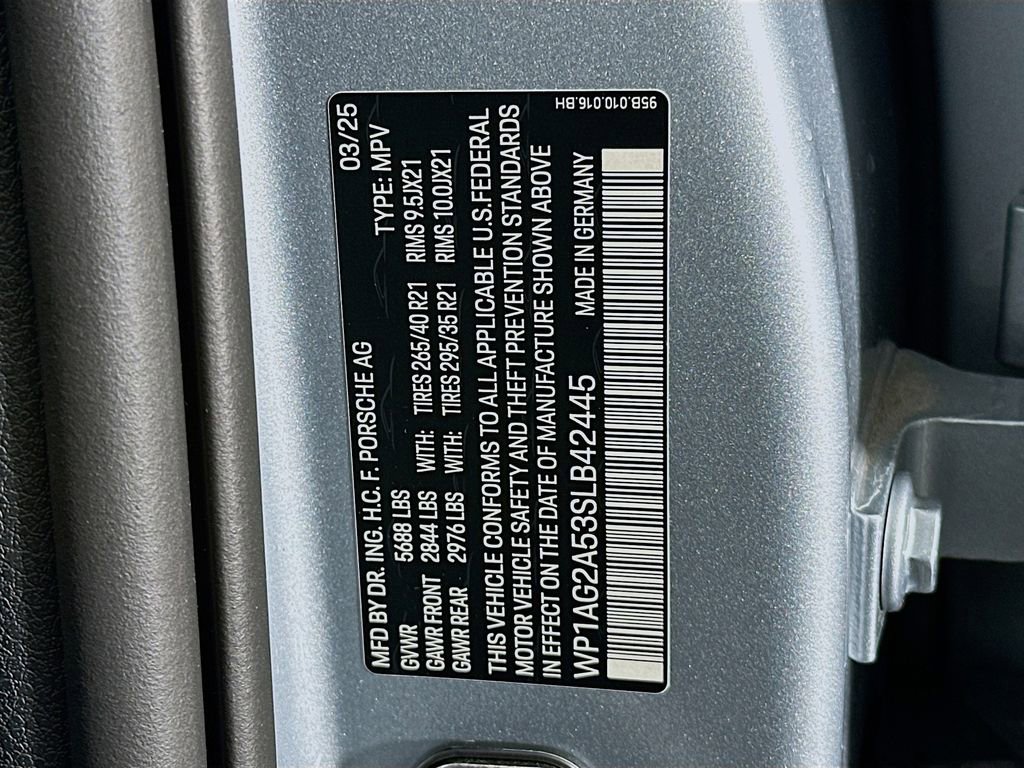 MFD BY DR. ING. H.C. F. PORSCHE AG 03/25
TYPE: MPV
GVWR 5688 LBS
GAWR FRONT 2844 LBS WITH: TIRES 265/40 R21 RIMS 9.5JX21
GAWR REAR 2976 LBS WITH: TIRES 295/35 R21 RIMS 10.0JX21
THIS VEHICLE CONFORMS TO ALL APPLICABLE U.S.FEDERAL
MOTOR VEHICLE SAFETY AND THEFT PREVENTION STANDARDS
IN EFFECT ON THE DATE OF MANUFACTURE SHOWN ABOVE
WP1AG2A53SLB42445 MADE IN GERMANY
95B.010.016.BH